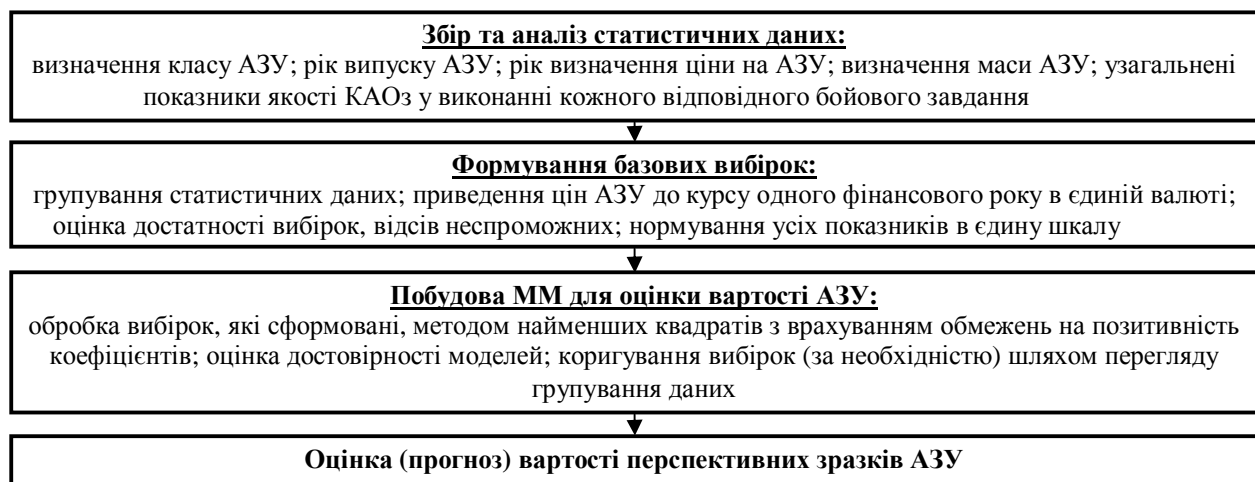 Збір та аналіз статистичних даних:
визначення класу АЗУ; рік випуску АЗУ; рік визначення ціни на АЗУ; визначення маси АЗУ; узагальнені
показники якості КАОз у виконанні кожного відповідного бойового завдання
Формування базових вибірок:
групування статистичних даних; приведення цін АЗУ до курсу одного фінансового року в єдиній валюті;
оцінка достатності вибірок, відсів неспроможних; нормування усіх показників в єдину шкалу
Побудова ММ для оцінки вартості АЗУ:
обробка вибірок, які сформовані, методом найменших квадратів з врахуванням обмежень на позитивність
коефіцієнтів; оцінка достовірності моделей; коригування вибірок (за необхідністю) шляхом перегляду
групування даних
Оцінка (прогноз) вартості перспективних зразків АЗУ